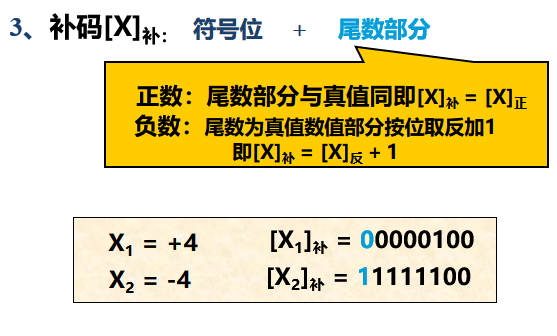 3、补码[X]补： 符号位 + 尾数部分
正数：尾数部分与真值同即[X]补 = [X]正
负数：尾数为真值数值部分按位取反加1
即[X]补 = [X]反 + 1
X1 = +4 [X1]补 = 00000100
X2 = -4 [X2]补 = 11111100